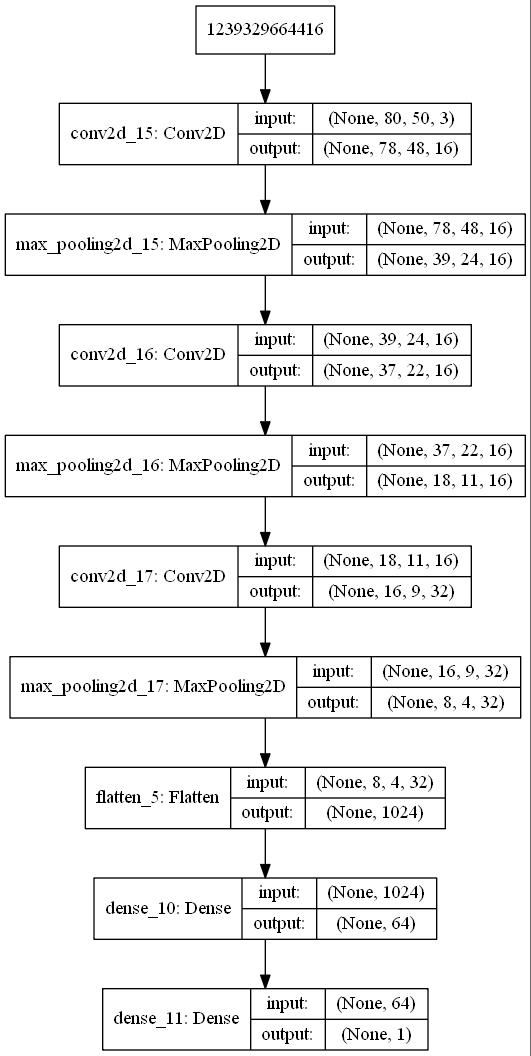 1239329664416
conv2d_15: Conv2D
input: (None, 80, 50, 3)
output: (None, 78, 48, 16)
max_pooling2d_15: MaxPooling2D
input: (None, 78, 48, 16)
output: (None, 39, 24, 16)
conv2d_16: Conv2D
input: (None, 39, 24, 16)
output: (None, 37, 22, 16)
max_pooling2d_16: MaxPooling2D
input: (None, 37, 22, 16)
output: (None, 18, 11, 16)
conv2d_17: Conv2D
input: (None, 18, 11, 16)
output: (None, 16, 9, 32)
max_pooling2d_17: MaxPooling2D
input: (None, 16, 9, 32)
output: (None, 8, 4, 32)
flatten_5: Flatten
input: (None, 8, 4, 32)
output: (None, 1024)
dense_10: Dense
input: (None, 1024)
output: (None, 64)
dense_11: Dense
input: (None, 64)
output: (None, 1)